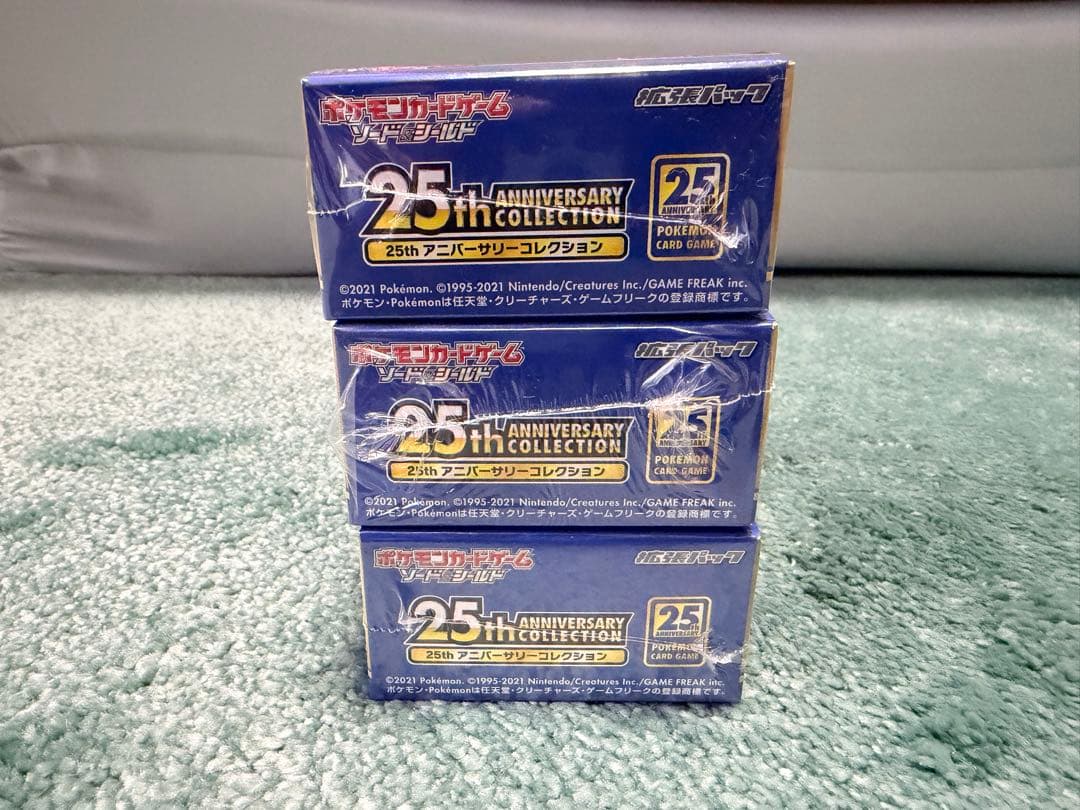 ポケモンカードゲーム
ソード&シールド
拡張パック
25th ANNIVERSARY COLLECTION
25th アニバーサリーコレクション
25th
ANNIVERSARY
POKÉMON
CARD GAME
©2021 Pokémon. ©1995-2021 Nintendo/Creatures Inc./GAME FREAK inc.
ポケモン・Pokémonは任天堂・クリーチャーズ・ゲームフリークの登録商標です。
ポケモンカードゲーム
ソード&シールド
拡張パック
25th ANNIVERSARY COLLECTION
25th アニバーサリーコレクション
25th
ANNIVERSARY
POKÉMON
CARD GAME
©2021 Pokémon. ©1995-2021 Nintendo/Creatures Inc./GAME FREAK inc.
ポケモン・Pokémonは任天堂・クリーチャーズ・ゲームフリークの登録商標です。
ポケモンカードゲーム
ソード&シールド
拡張パック
25th ANNIVERSARY COLLECTION
25th アニバーサリーコレクション
25th
ANNIVERSARY
POKÉMON
CARD GAME
©2021 Pokémon. ©1995-2021 Nintendo/Creatures Inc./GAME FREAK inc.
ポケモン・Pokémonは任天堂・クリーチャーズ・ゲームフリークの登録商標です。